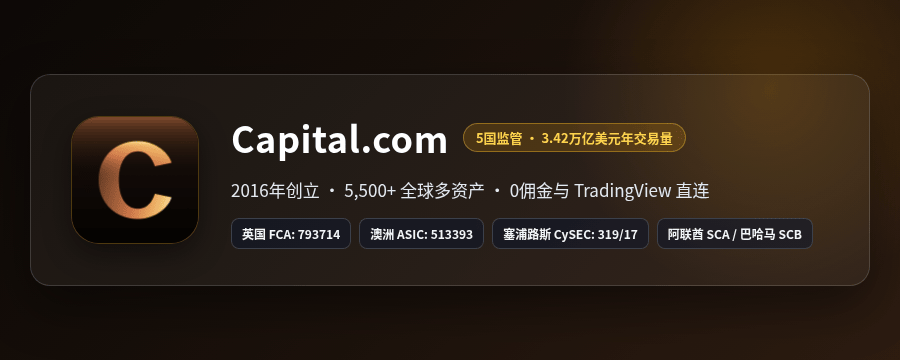 C
Capital.com
5国监管 · 3.42万亿美元年交易量
2016年创立 · 5,500+ 全球多资产 · 0佣金与 TradingView 直连
英国 FCA: 793714
澳洲 ASIC: 513393
塞浦路斯 CySEC: 319/17
阿联酋 SCA / 巴哈马 SCB